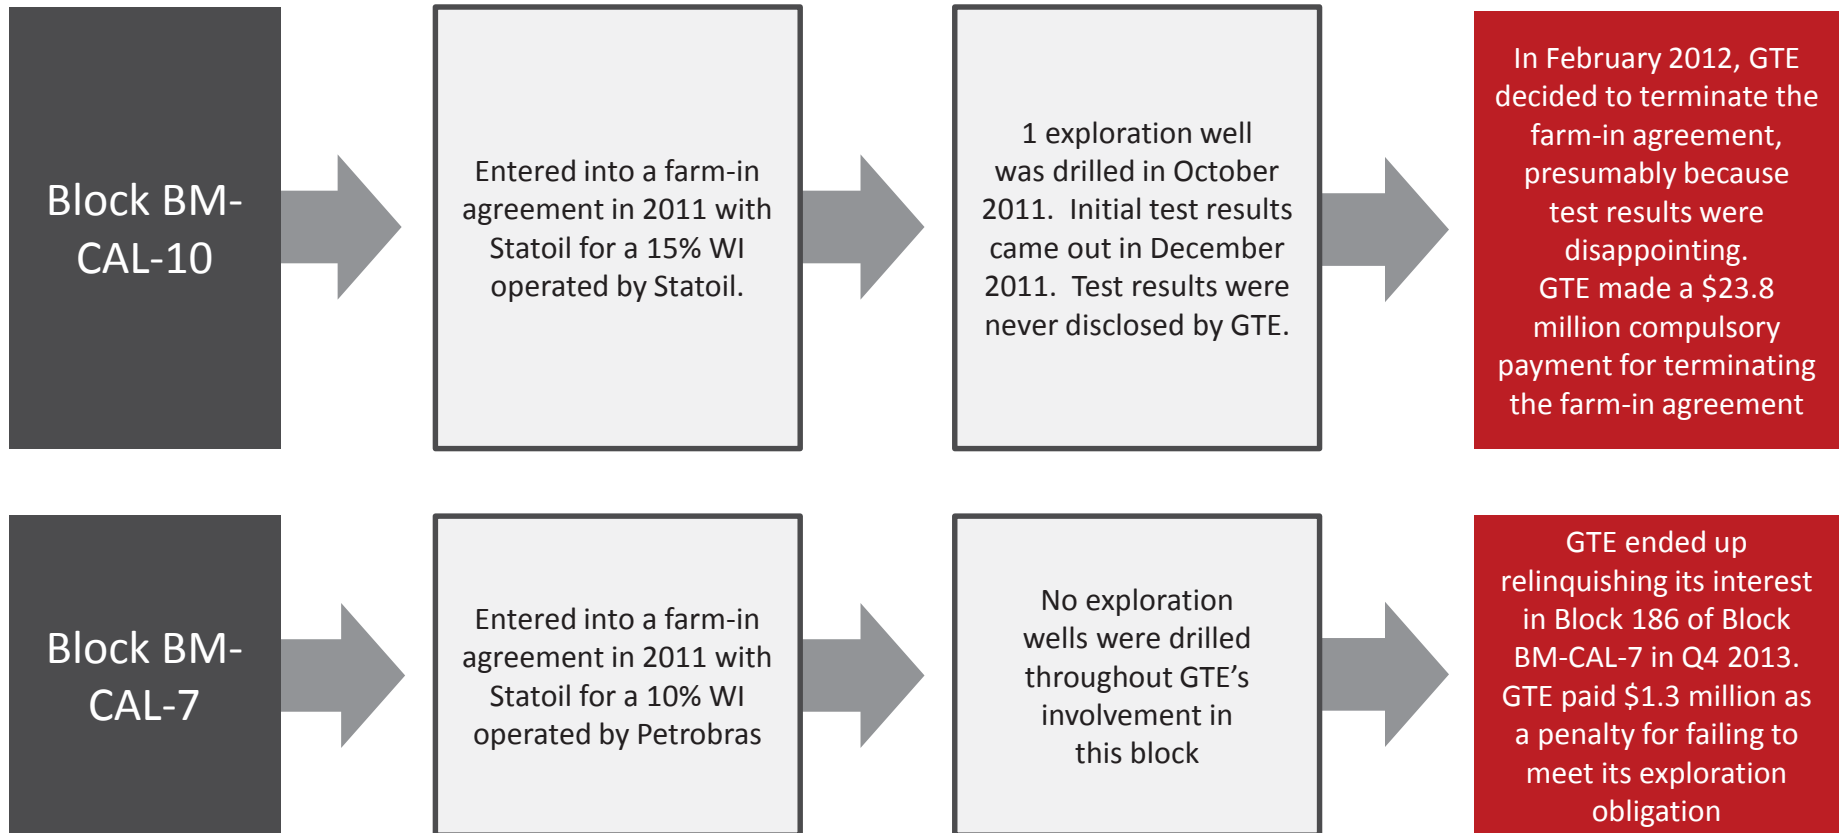 Block BM-
CAL-10
Entered into a farm-in
agreement in 2011 with
Statoil for a 15% WI
operated by Statoil.
1 exploration well
was drilled in October
2011.  Initial test results
came out in December
2011.  Test results were
never disclosed by GTE.
In February 2012, GTE
decided to terminate the
farm-in agreement,
presumably because
test results were
disappointing.
GTE made a $23.8
million compulsory
payment for terminating
the farm-in agreement
Block BM-
CAL-7
Entered into a farm-in
agreement in 2011 with
Statoil for a 10% WI
operated by Petrobras
No exploration
wells were drilled
throughout GTE’s
involvement in
this block
GTE ended up
relinquishing its interest
in Block 186 of Block
BM-CAL-7 in Q4 2013.
GTE paid $1.3 million as
a penalty for failing to
meet its exploration
obligation